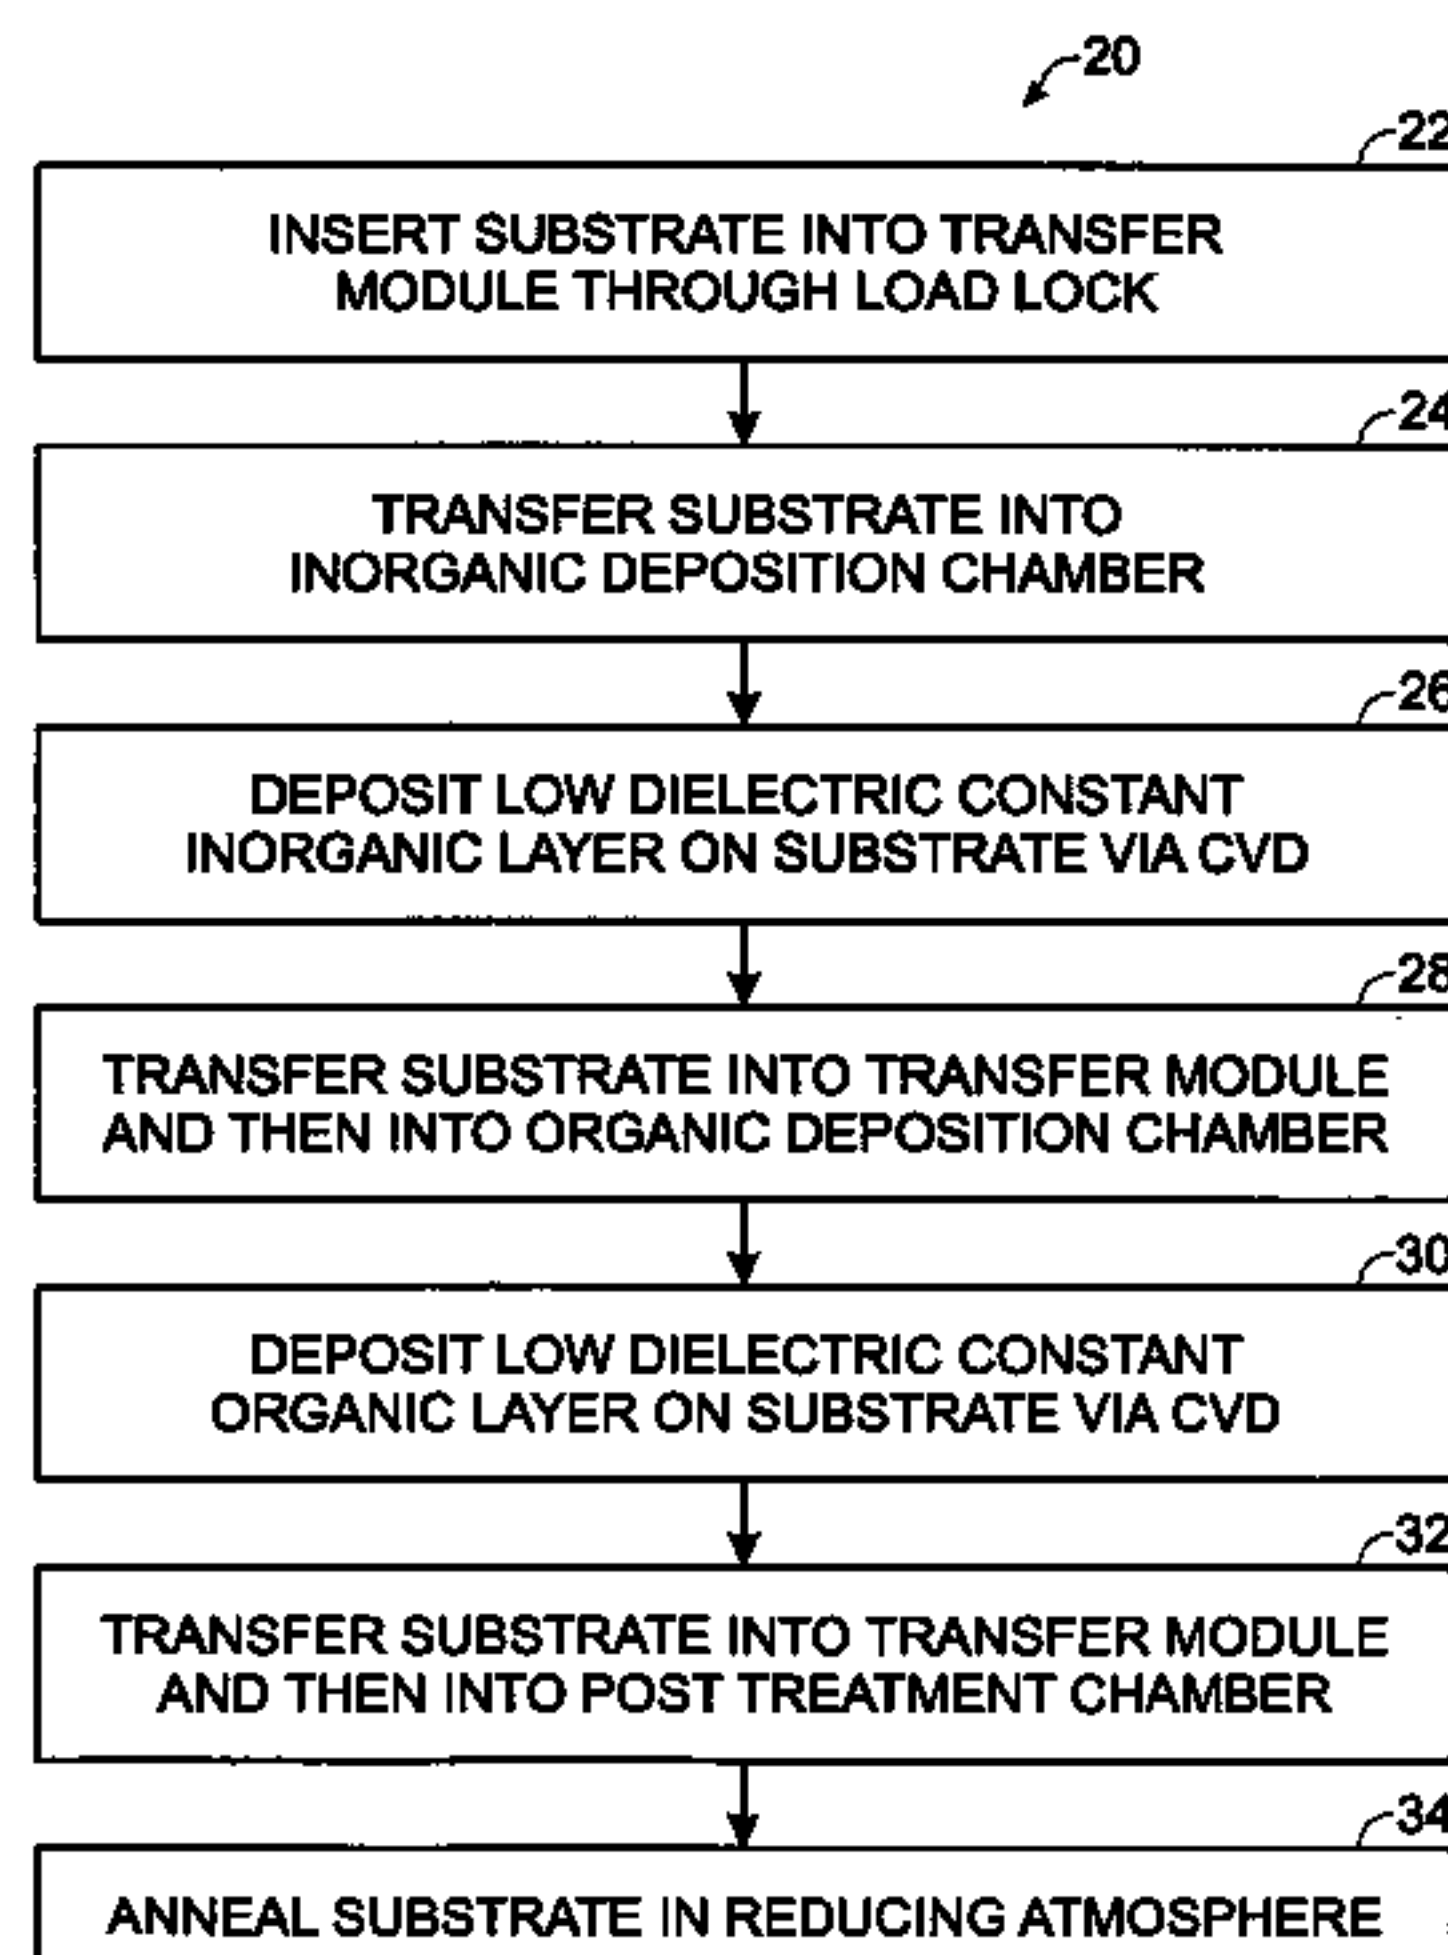 20
22
INSERT SUBSTRATE INTO TRANSFER
MODULE THROUGH LOAD LOCK
24
TRANSFER SUBSTRATE INTO
INORGANIC DEPOSITION CHAMBER
26
DEPOSIT LOW DIELECTRIC CONSTANT
INORGANIC LAYER ON SUBSTRATE VIA CVD
28
TRANSFER SUBSTRATE INTO TRANSFER MODULE
AND THEN INTO ORGANIC DEPOSITION CHAMBER
30
DEPOSIT LOW DIELECTRIC CONSTANT
ORGANIC LAYER ON SUBSTRATE VIA CVD
32
TRANSFER SUBSTRATE INTO TRANSFER MODULE
AND THEN INTO POST TREATMENT CHAMBER
34
ANNEAL SUBSTRATE IN REDUCING ATMOSPHERE